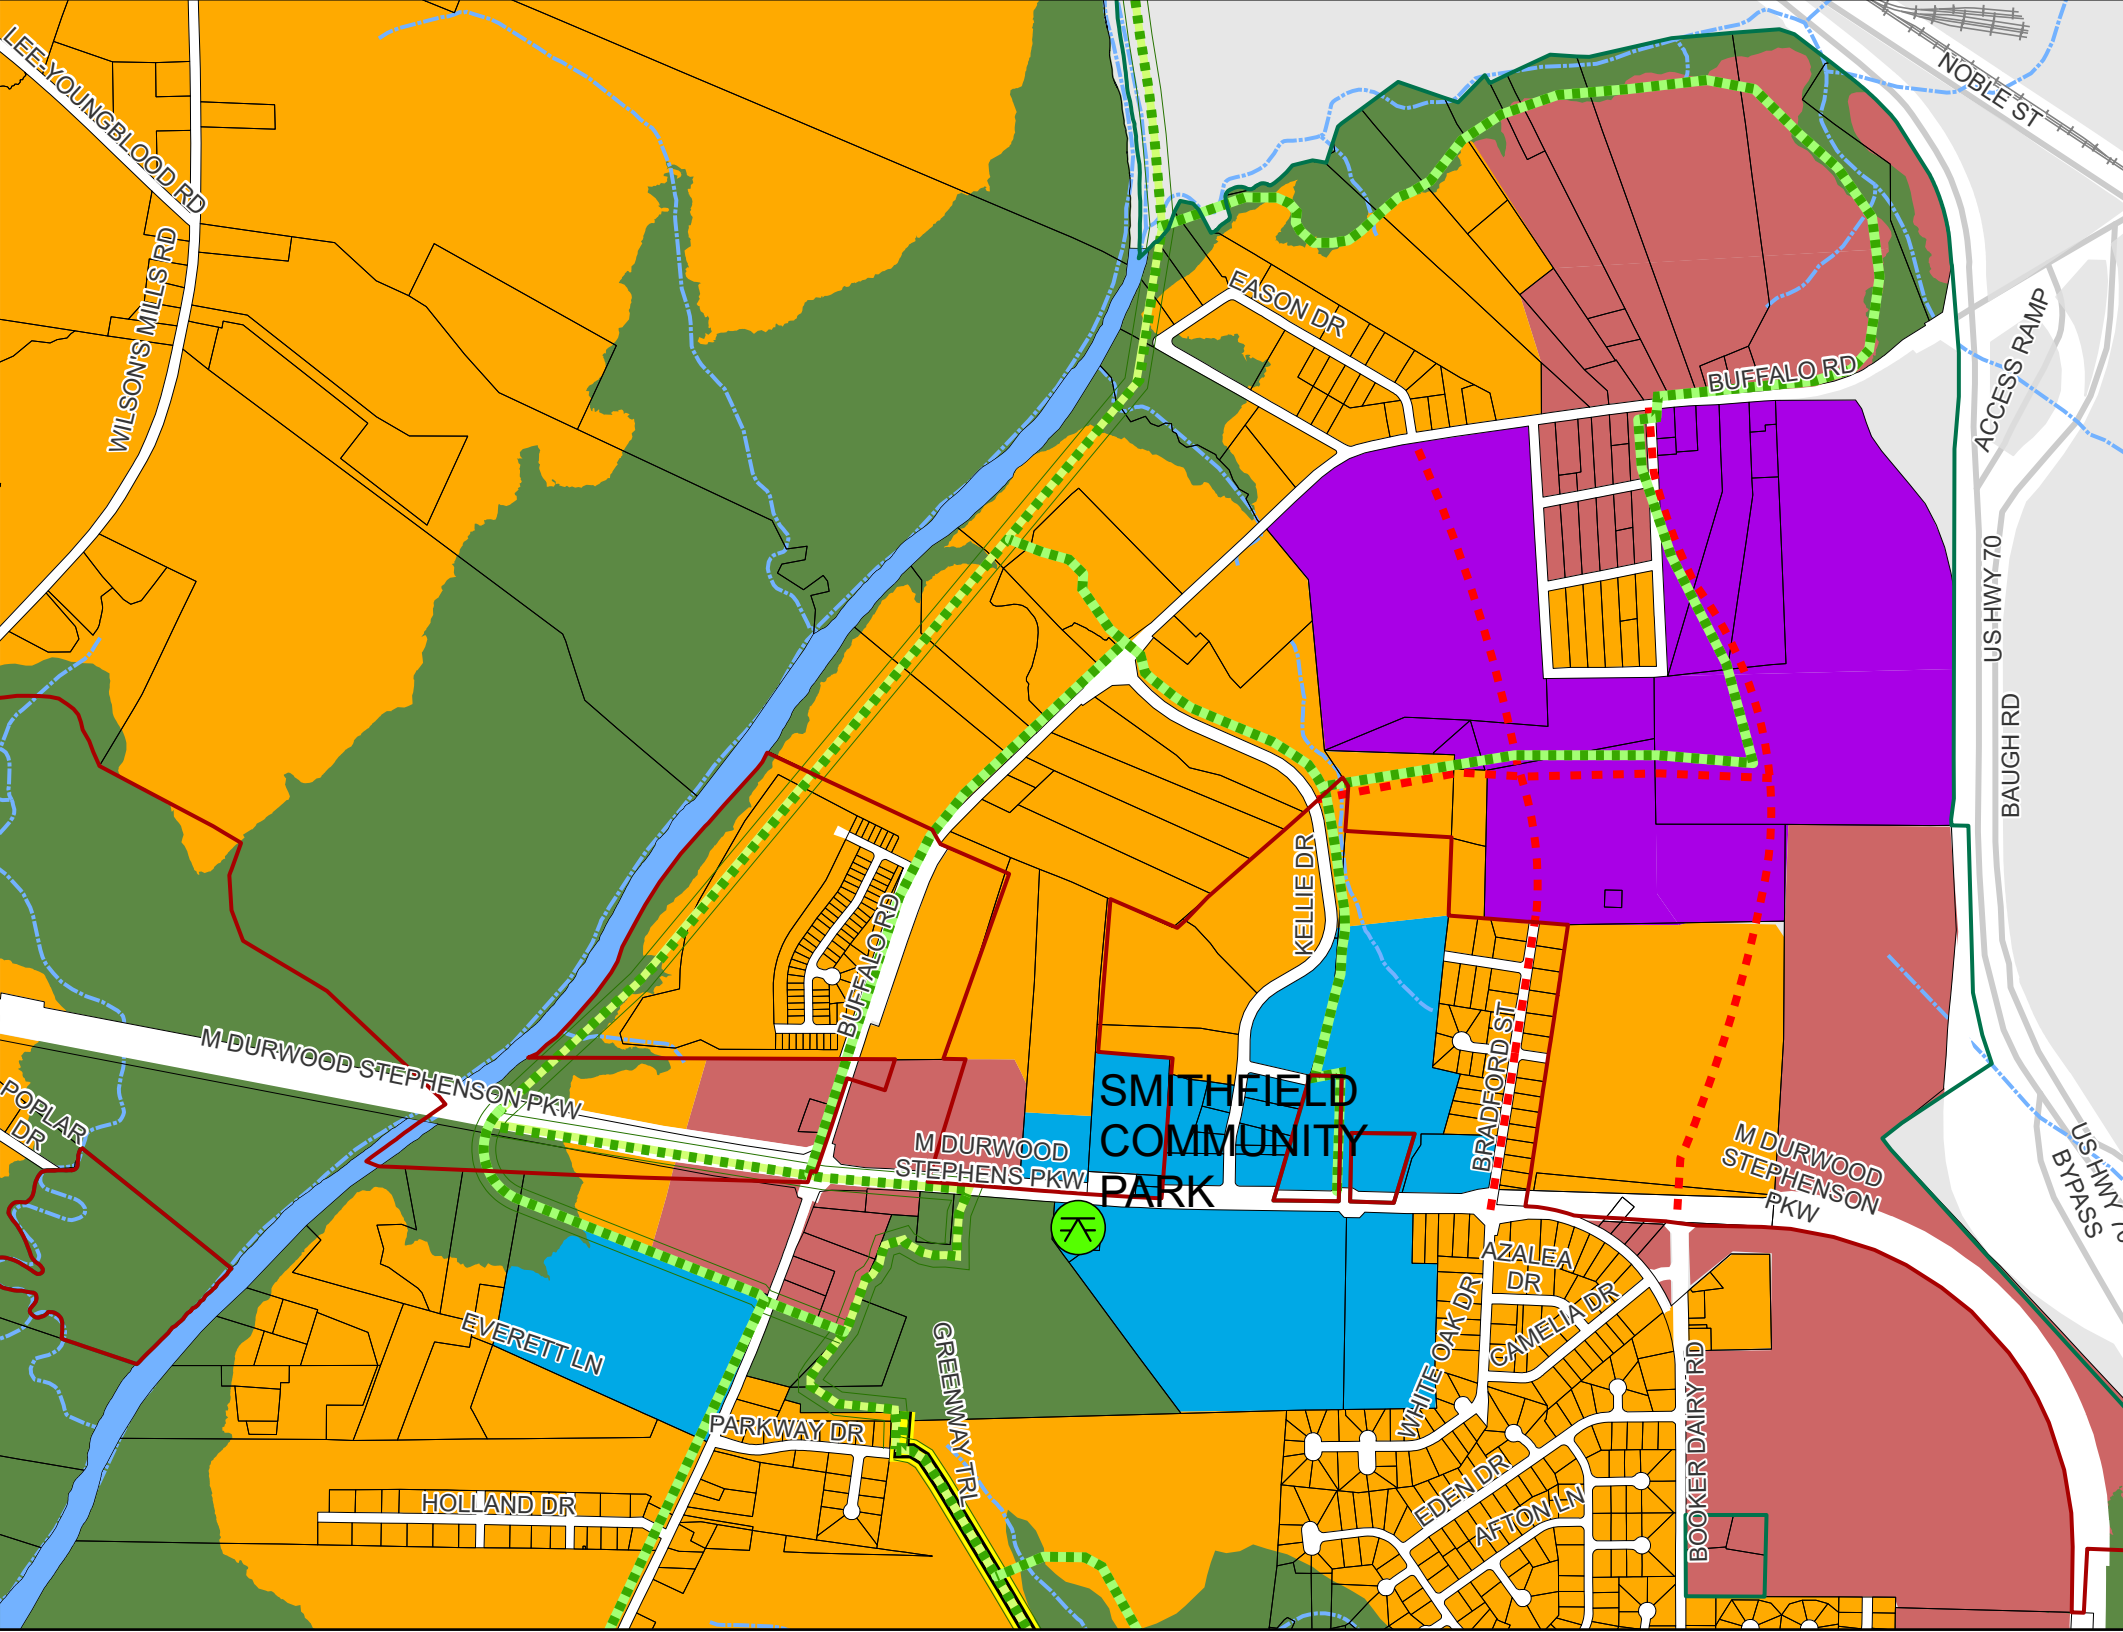 LEE-YOUNGBLOOD RD
NOBLE ST
WILSON'S MILLS RD
EASON DR
ACCESS RAMP
BUFFALO RD
US HWY 70
BAUGH RD
KELLIE DR
BUFFALO RD
M DURWOOD STEPHENSON PKW
POPLAR
DR
SMITHFIELD
COMMUNITY
PARK
M DURWOOD
STEPHENS PKW
BRADFORD ST
M DURWOOD
STEPHENSON
PKW
US HWY 70
BYPASS
AZALEA
DR
CAMELIA DR
WHITE OAK DR
EVERETT LN
GREENWAY TRL
PARKWAY DR
BOOKER DAIRY RD
EDEN DR
AFTON LN
HOLLAND DR